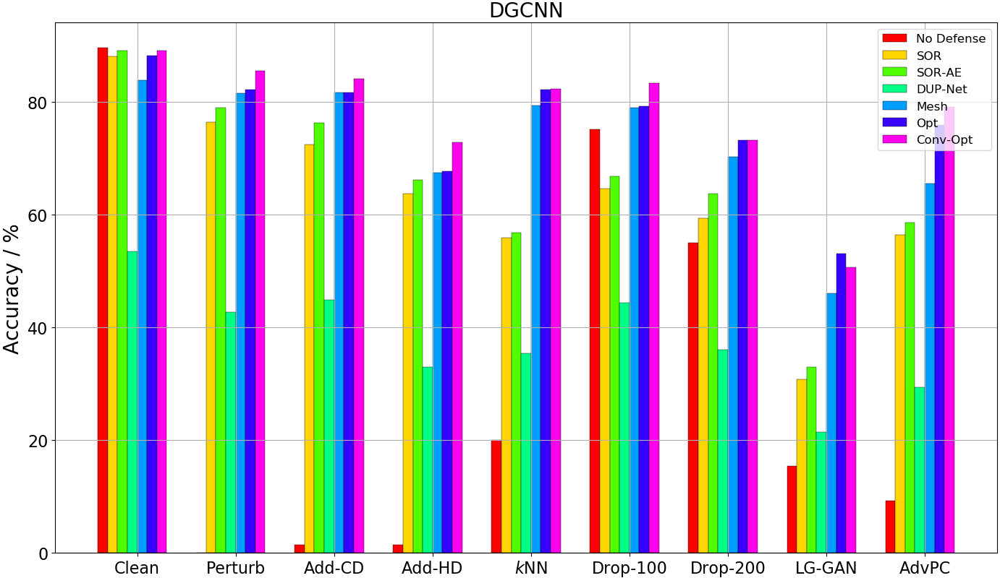 DGCNN
No Defense
SOR
SOR-AE
DUP-Net
Mesh
Opt
Conv-Opt
Accuracy / %
80
60
40
20
0
Clean Perturb Add-CD Add-HD kNN Drop-100 Drop-200 LG-GAN AdvPC